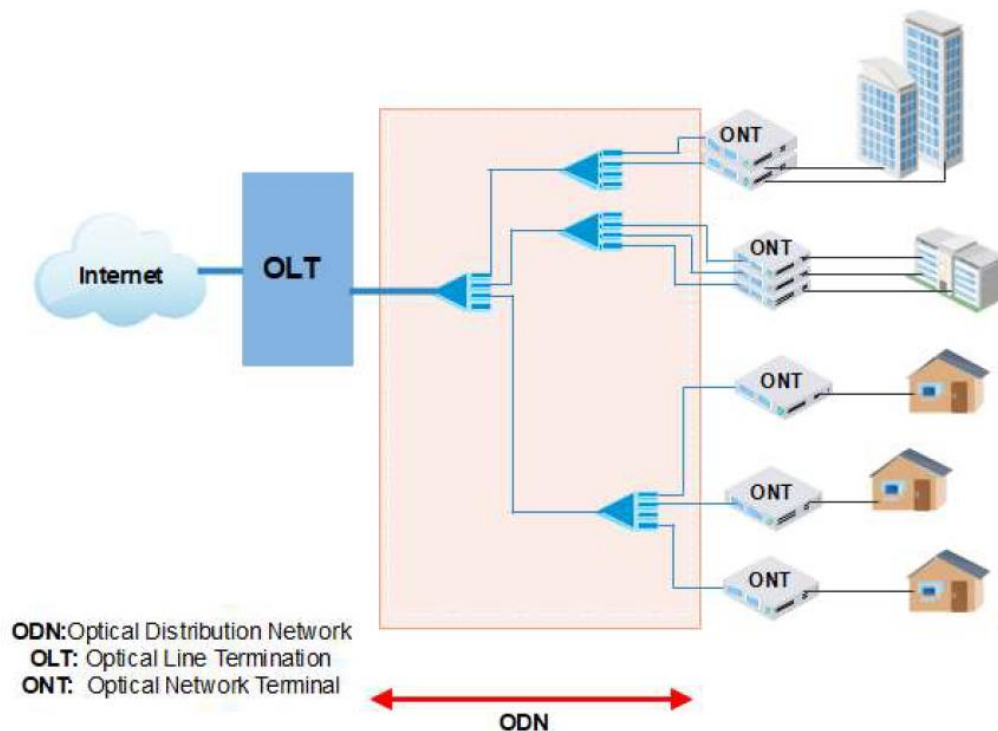 ONT
Internet
OLT
ONT
ONT
ONT
ONT
ODN:Optical Distribution Network
OLT: Optical Line Termination
ONT: Optical Network Terminal
ODN